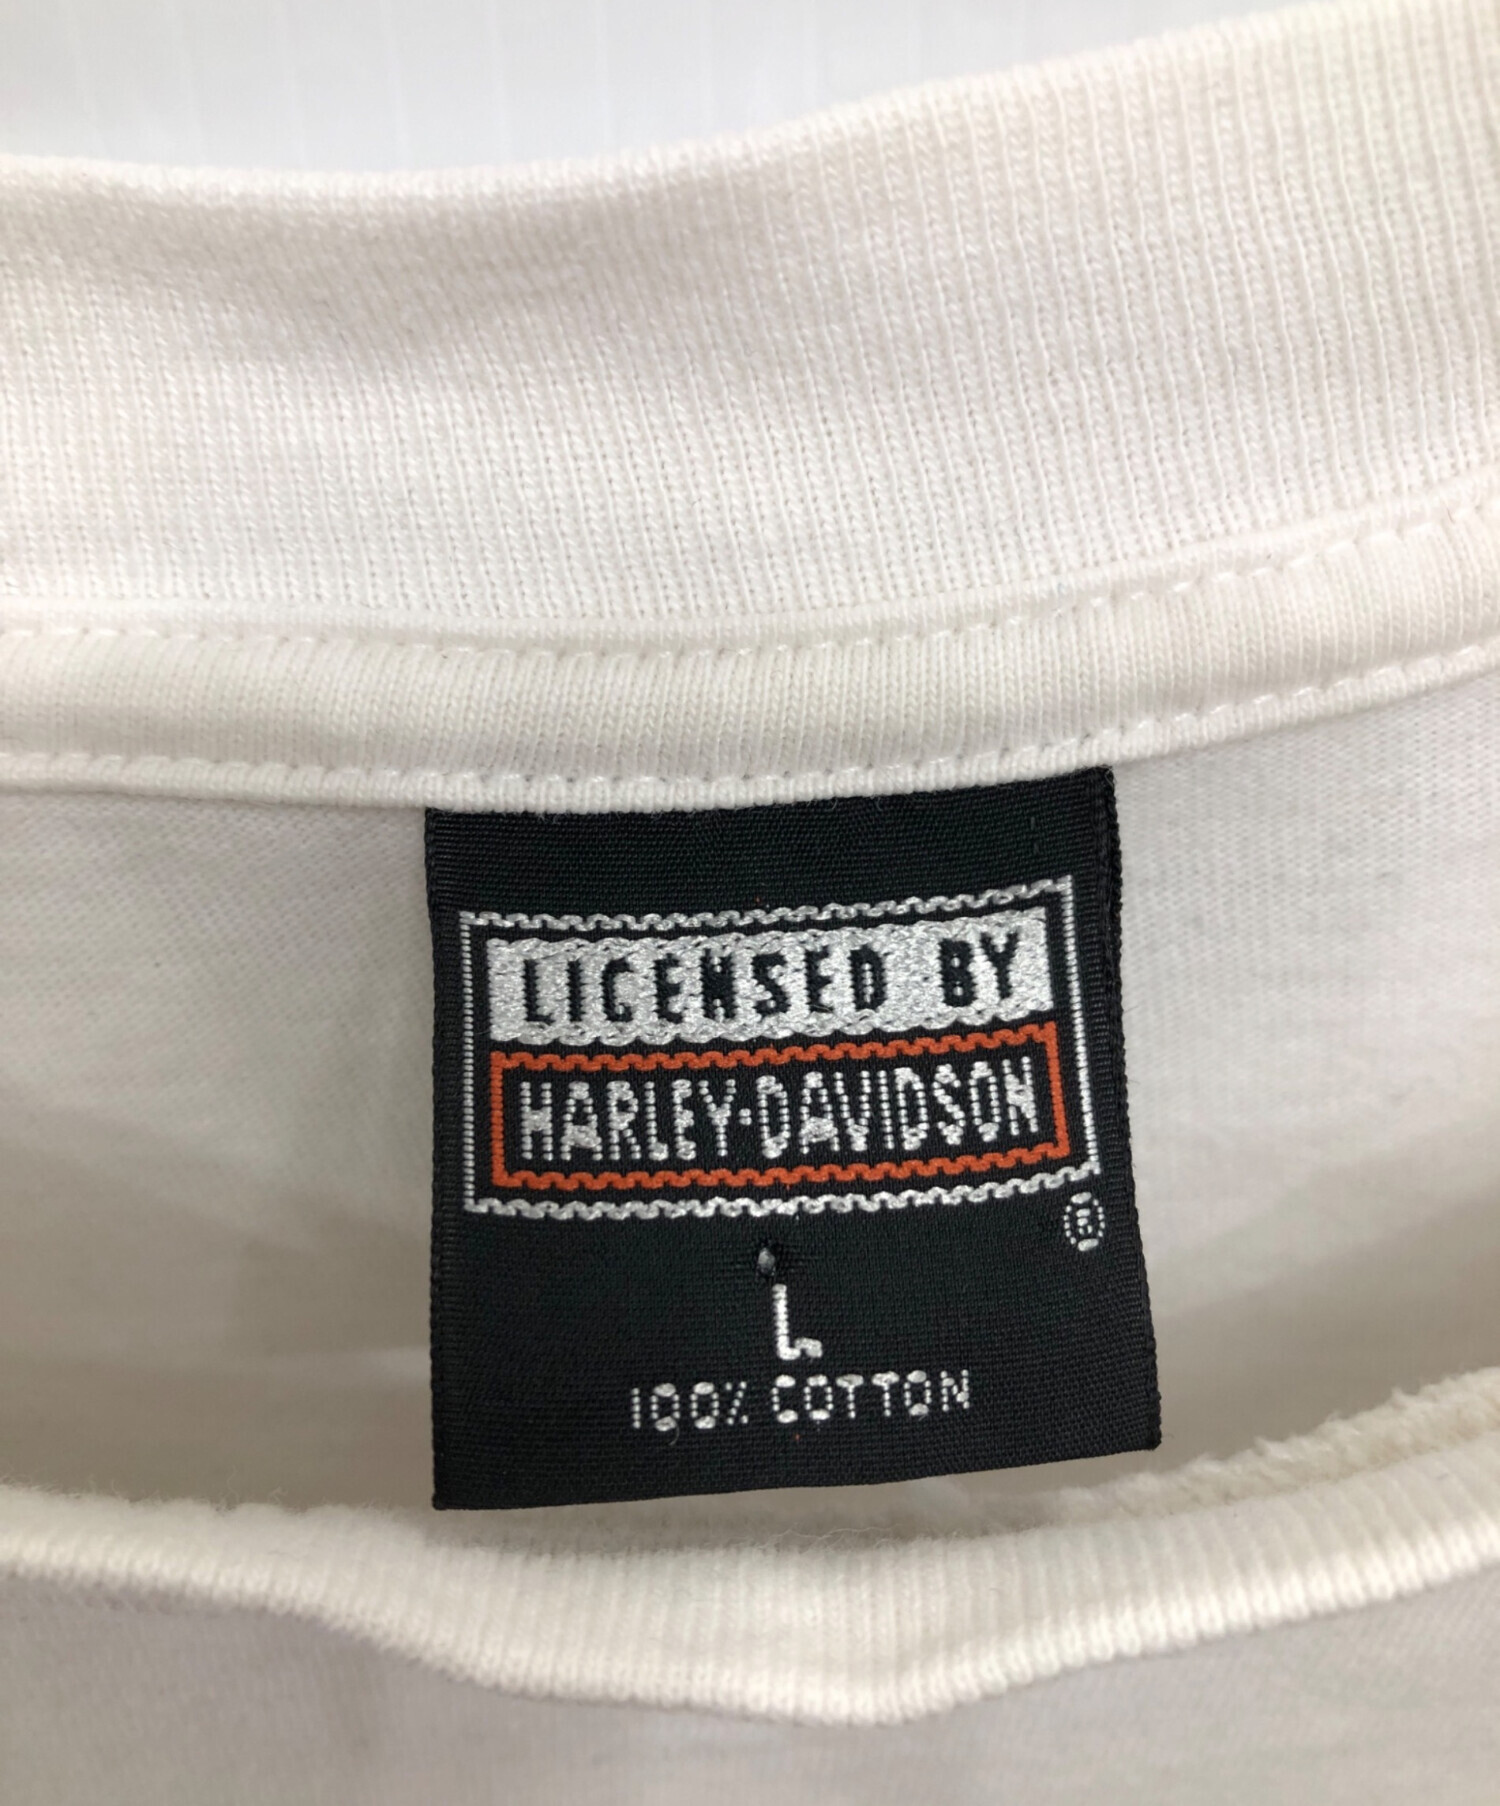 LICENSED BY
HARLEY-DAVIDSON
®
L
100% COTTON